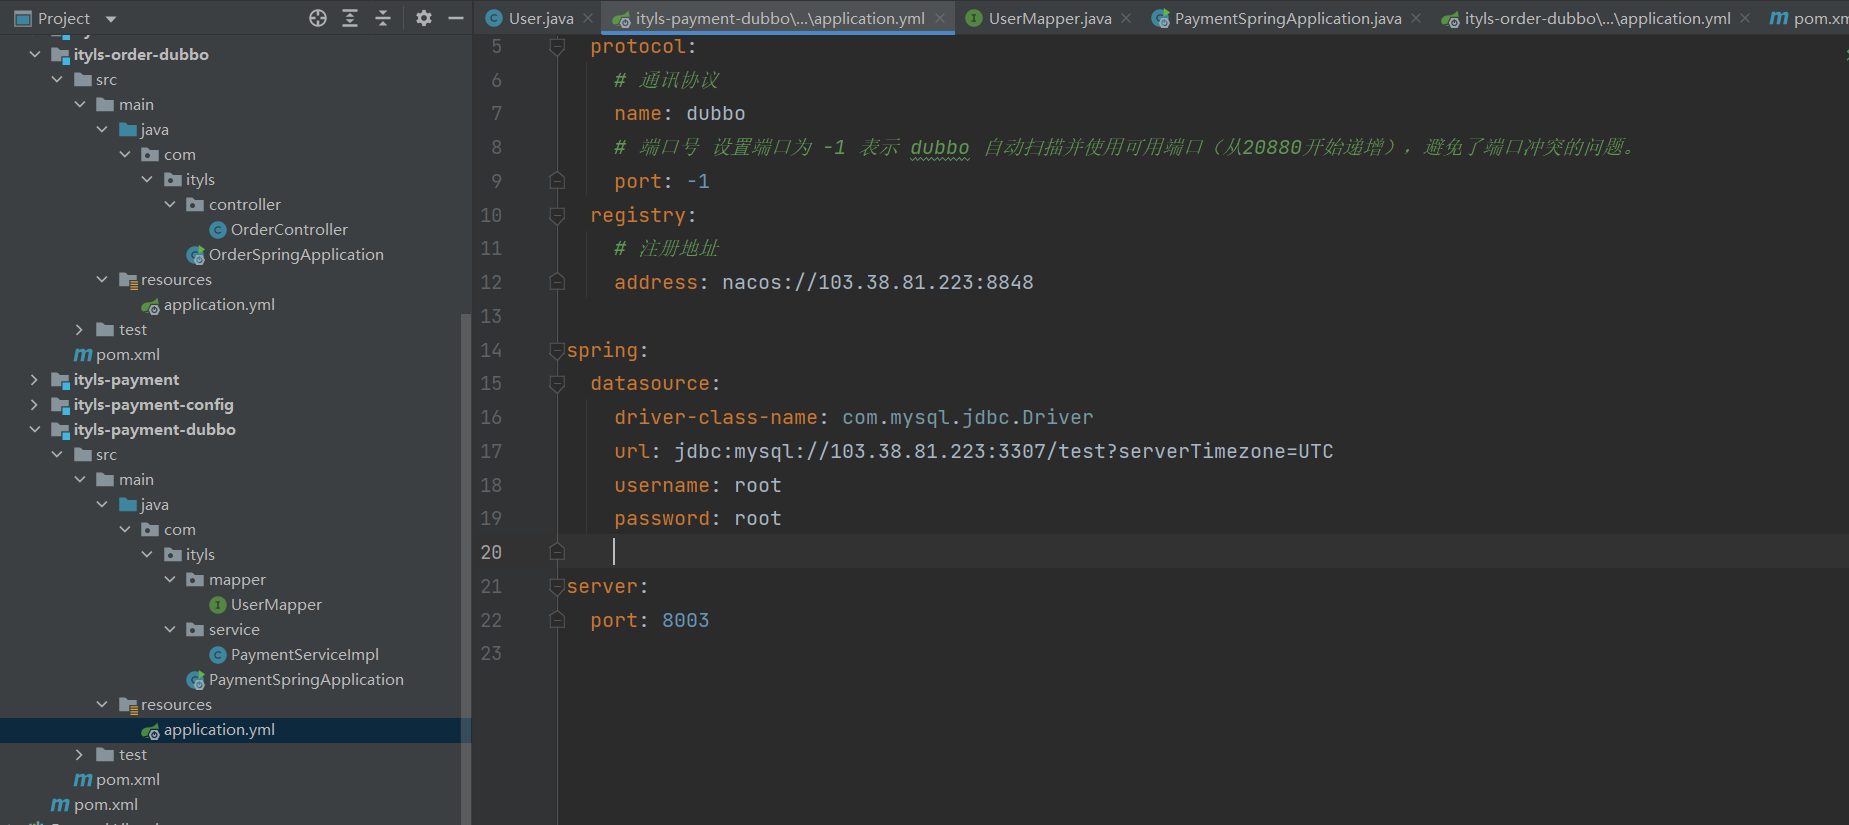 Project
User.java
ityls-payment-dubbo\...\application.yml
UserMapper.java
PaymentSpringApplication.java
ityls-order-dubbo\...\application.yml
pom.xm
ityls-order-dubbo
src
main
java
com
ityls
controller
OrderController
OrderSpringApplication
resources
application.yml
test
pom.xml
ityls-payment
ityls-payment-config
ityls-payment-dubbo
src
main
java
com
ityls
mapper
UserMapper
service
PaymentServiceImpl
PaymentSpringApplication
resources
application.yml
test
pom.xml
pom.xml
5 protocol:
6 # 通讯协议
7 name: dubbo
8 # 端口号 设置端口为 -1 表示 dubbo 自动扫描并使用可用端口（从20880开始递增），避免了端口冲突的问题。
9 port: -1
10 registry:
11 # 注册地址
12 address: nacos://103.38.81.223:8848
13
14 spring:
15 datasource:
16 driver-class-name: com.mysql.jdbc.Driver
17 url: jdbc:mysql://103.38.81.223:3307/test?serverTimezone=UTC
18 username: root
19 password: root
20
21 server:
22 port: 8003
23